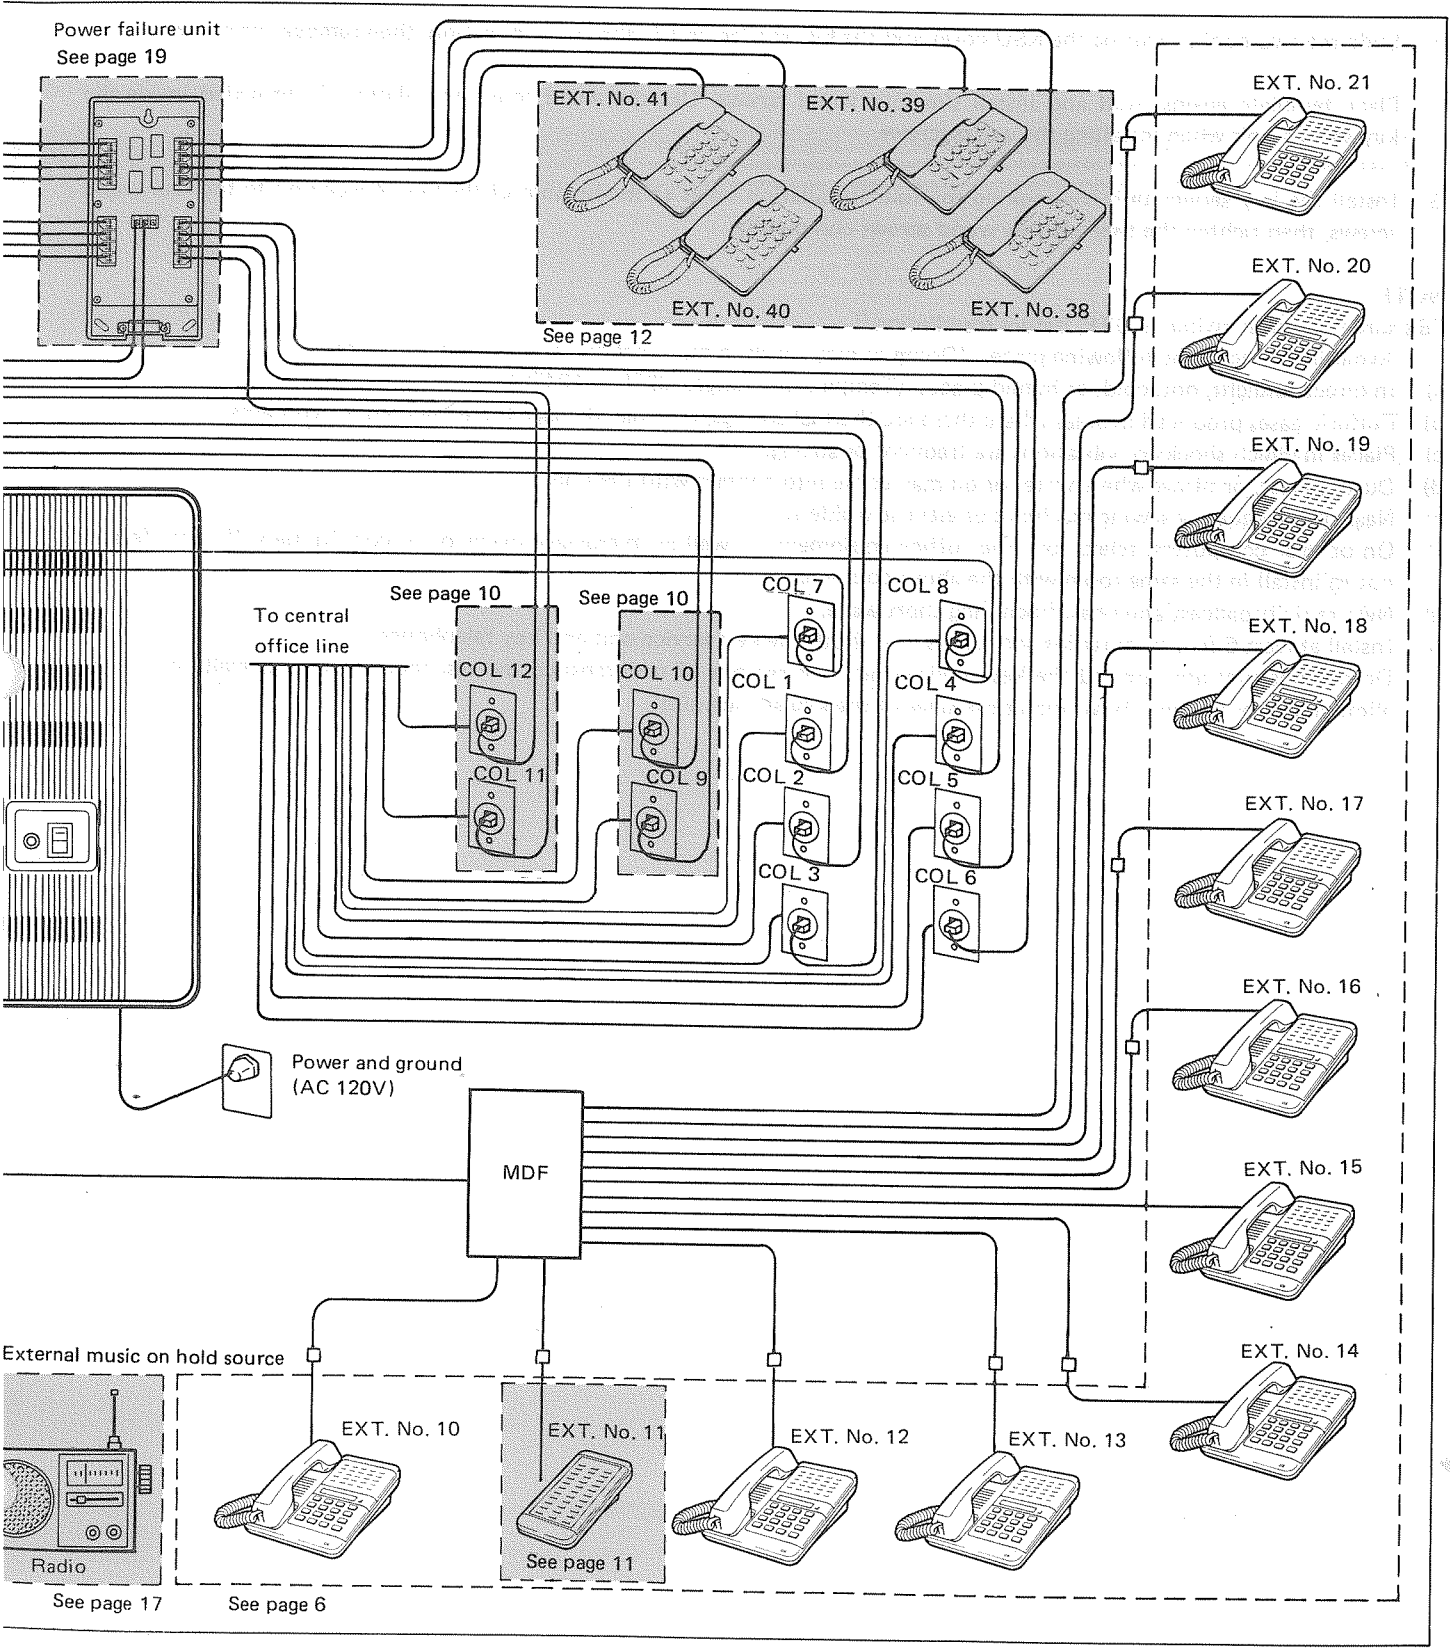 Power failure unit
See page 19
EXT. No. 41
EXT. No. 39
EXT. No. 40
EXT. No. 38
See page 12
EXT. No. 21
EXT. No. 20
EXT. No. 19
EXT. No. 18
EXT. No. 17
EXT. No. 16
EXT. No. 15
EXT. No. 14
See page 10
See page 10
To central
office line
COL 7
COL 8
COL 12
COL 10
COL 1
COL 4
COL 11
COL 9
COL 2
COL 5
COL 3
COL 6
Power and ground
(AC 120V)
MDF
External music on hold source
Radio
See page 17
EXT. No. 10
EXT. No. 11
See page 11
EXT. No. 12
EXT. No. 13
See page 6